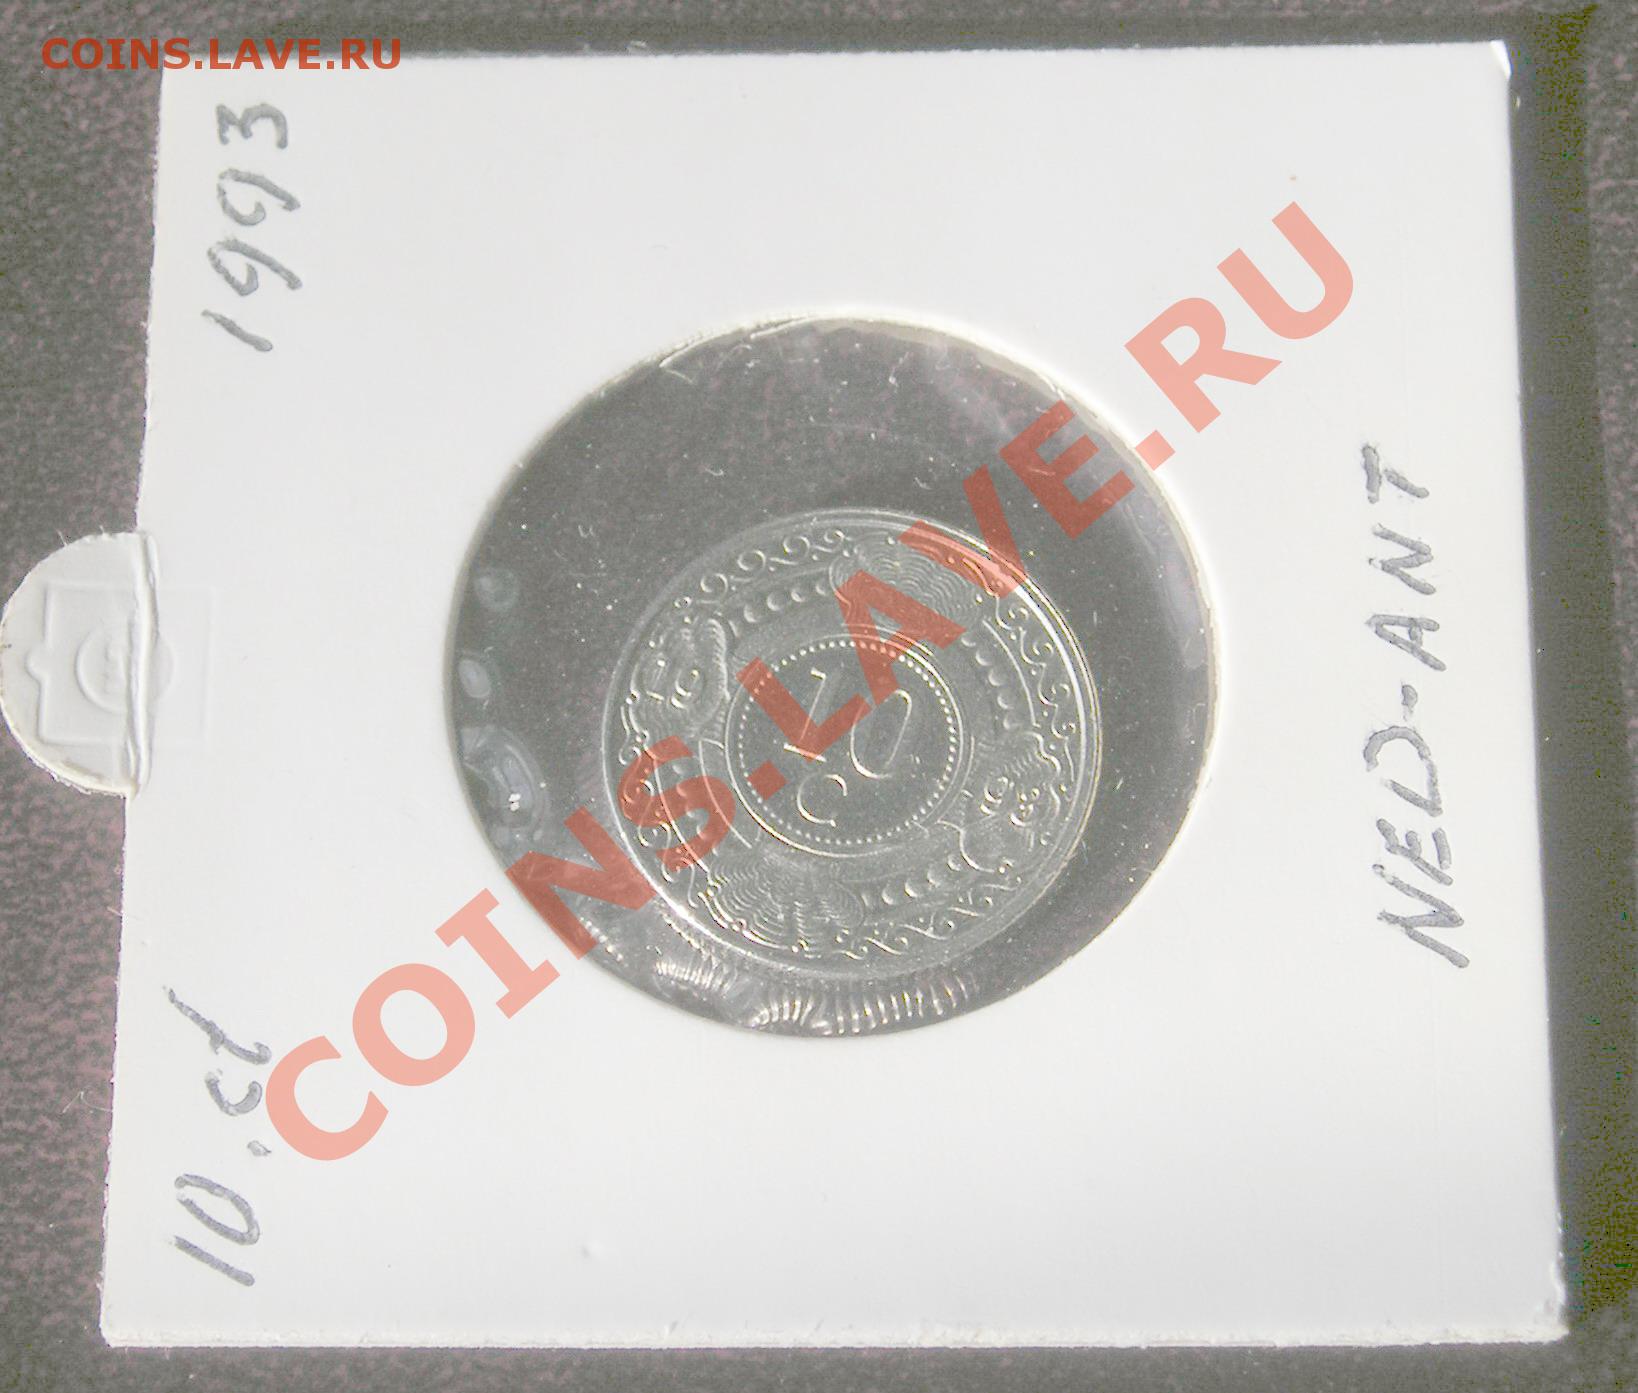 COINS.LAVE.RU
1993
10.ct
NED-ANT
10
c
COINS.LAVE.RU